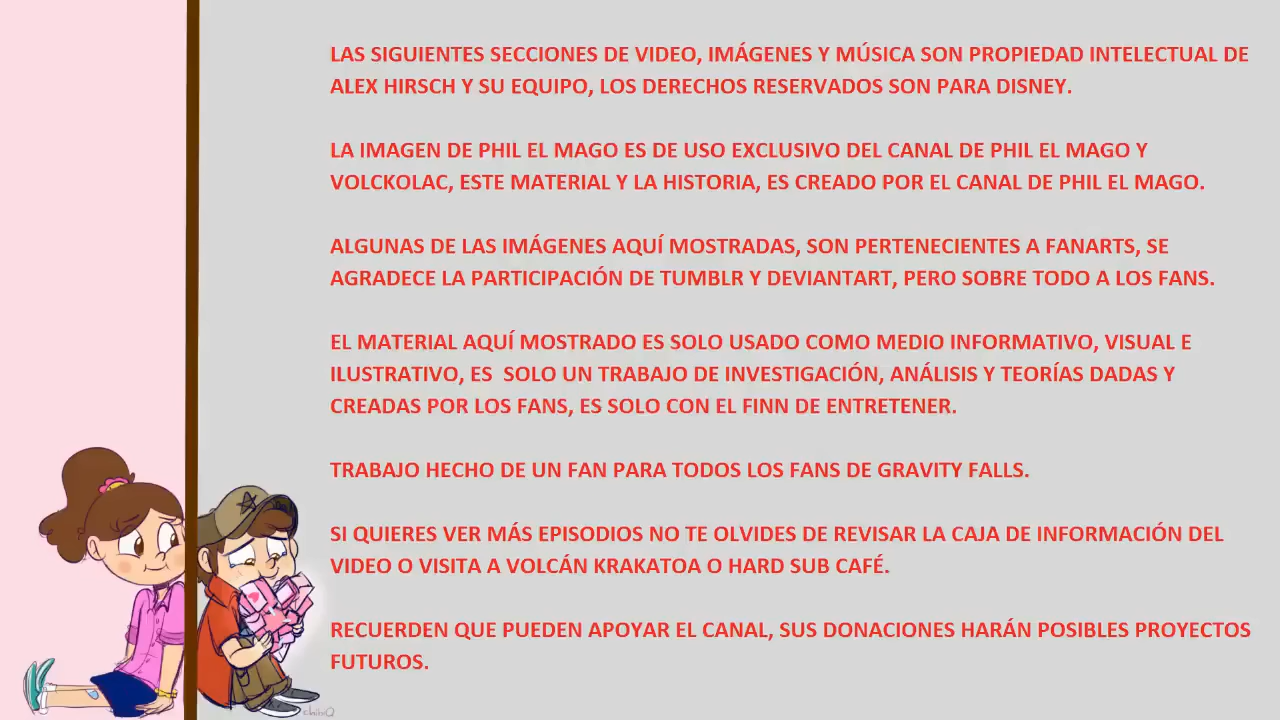 LAS SIGUIENTES SECCIONES DE VIDEO, IMÁGENES Y MÚSICA SON PROPIEDAD INTELECTUAL DE
ALEX HIRSCH Y SU EQUIPO, LOS DERECHOS RESERVADOS SON PARA DISNEY.
LA IMAGEN DE PHIL EL MAGO ES DE USO EXCLUSIVO DEL CANAL DE PHIL EL MAGO Y
VOLCKOLAC, ESTE MATERIAL Y LA HISTORIA, ES CREADO POR EL CANAL DE PHIL EL MAGO.
ALGUNAS DE LAS IMÁGENES AQUÍ MOSTRADAS, SON PERTENECIENTES A FANARTS, SE
AGRADECE LA PARTICIPACIÓN DE TUMBLR Y DEVIANTART, PERO SOBRE TODO A LOS FANS.
EL MATERIAL AQUÍ MOSTRADO ES SOLO USADO COMO MEDIO INFORMATIVO, VISUAL E
ILUSTRATIVO, ES  SOLO UN TRABAJO DE INVESTIGACIÓN, ANÁLISIS Y TEORÍAS DADAS Y
CREADAS POR LOS FANS, ES SOLO CON EL FINN DE ENTRETENER.
TRABAJO HECHO DE UN FAN PARA TODOS LOS FANS DE GRAVITY FALLS.
SI QUIERES VER MÁS EPISODIOS NO TE OLVIDES DE REVISAR LA CAJA DE INFORMACIÓN DEL
VIDEO O VISITA A VOLCÁN KRAKATOA O HARD SUB CAFÉ.
RECUERDEN QUE PUEDEN APOYAR EL CANAL, SUS DONACIONES HARÁN POSIBLES PROYECTOS
FUTUROS.